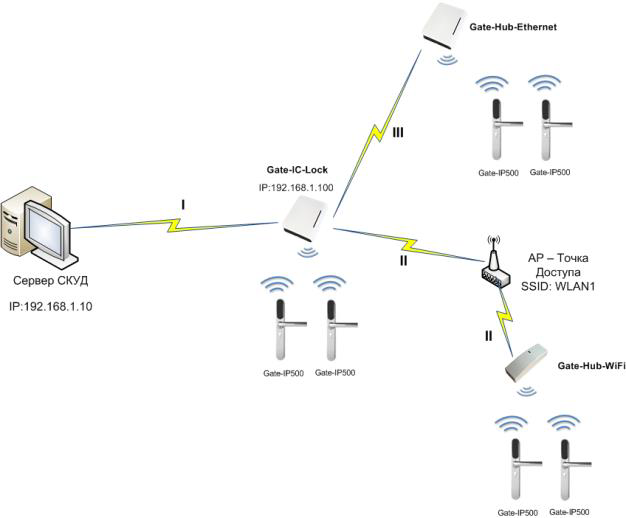 Gate-Hub-Ethernet
III
Gate-IP500 Gate-IP500
Gate-IC-Lock
IP:192.168.1.100
I
II
Сервер СКУД
IP:192.168.1.10
AP – Точка
Доступа
SSID: WLAN1
II
Gate-Hub-WiFi
Gate-IP500 Gate-IP500
Gate-IP500 Gate-IP500